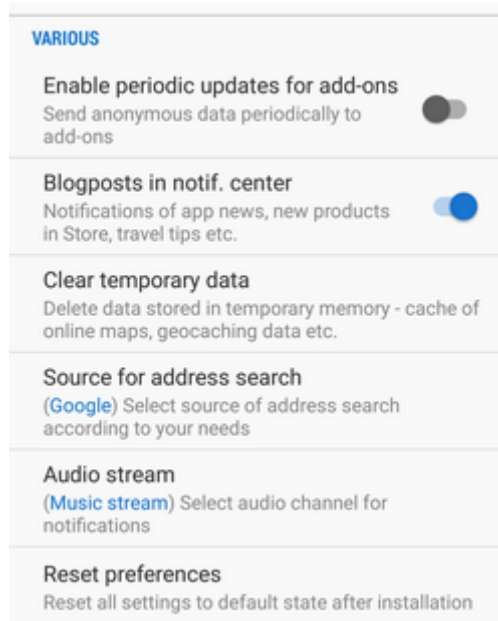 VARIOUS
Enable periodic updates for add-ons
Send anonymous data periodically to
add-ons
Blogposts in notif. center
Notifications of app news, new products
in Store, travel tips etc.
Clear temporary data
Delete data stored in temporary memory - cache of
online maps, geocaching data etc.
Source for address search
(Google) Select source of address search
according to your needs
Audio stream
(Music stream) Select audio channel for
notifications
Reset preferences
Reset all settings to default state after installation